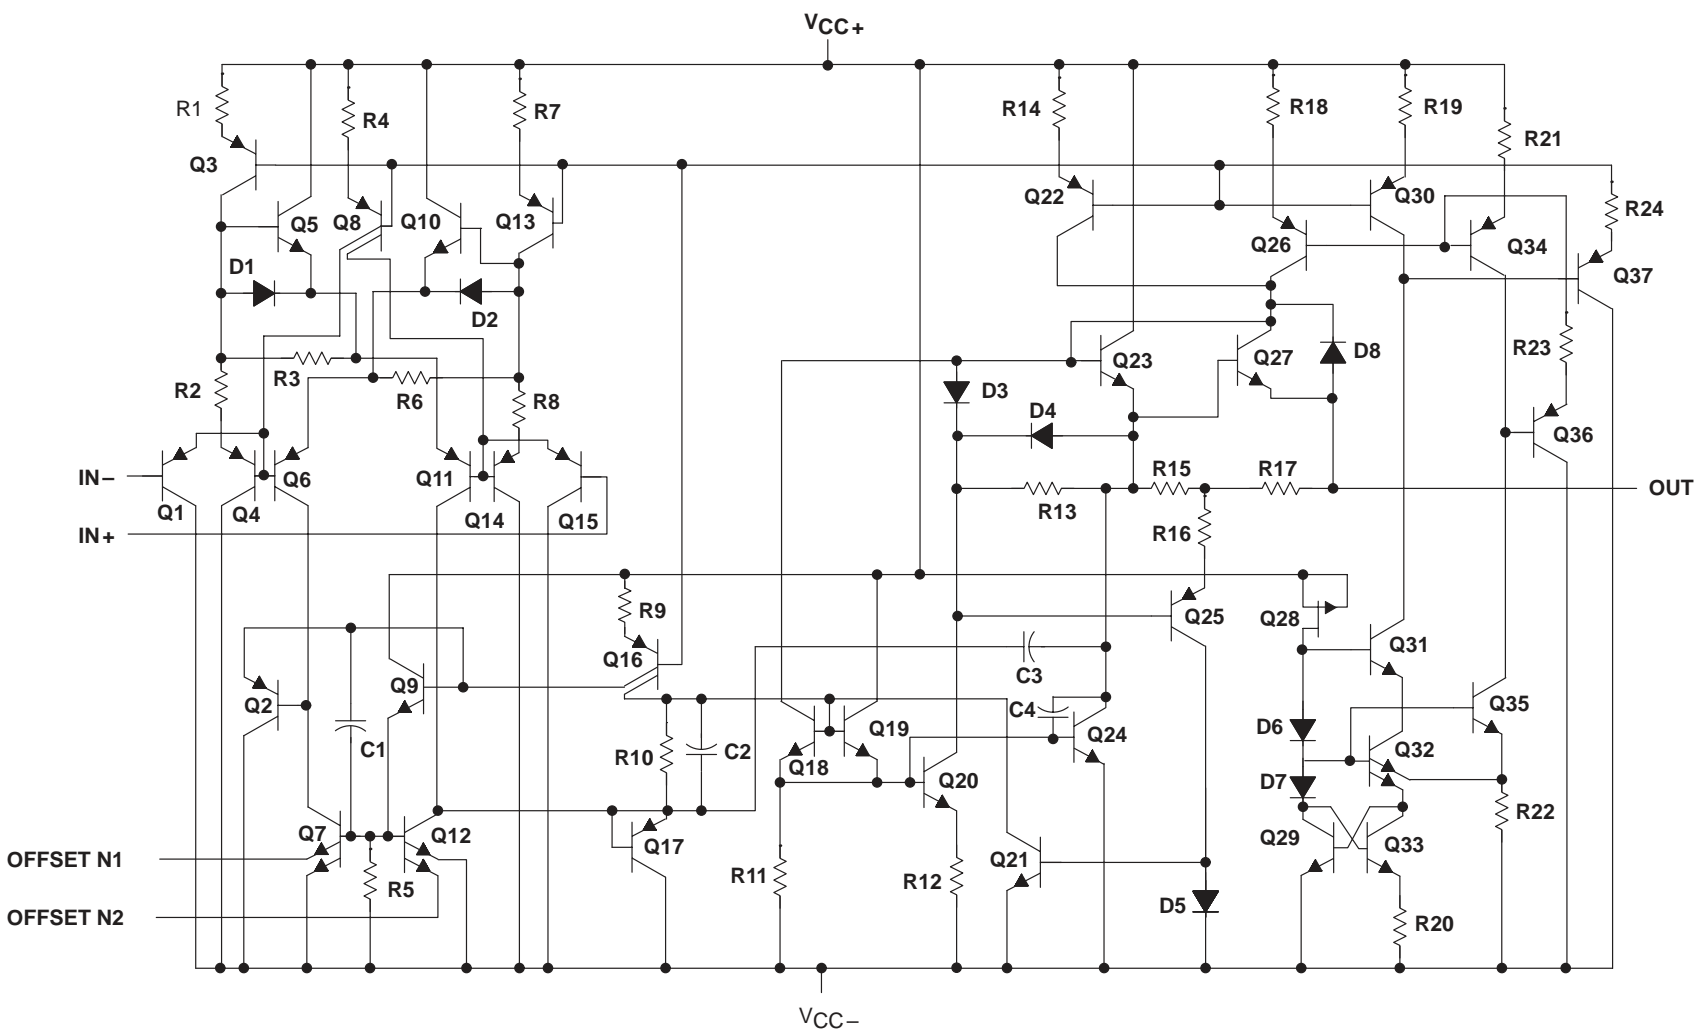 VCC+
R1
R4
R7
R14
R18
R19
R21
Q3
Q5
Q8
Q10
Q13
Q22
Q30
R24
Q26
Q34
Q37
D1
D2
R23
Q23
Q27
D8
R3
R2
R6
R8
D3
D4
Q36
IN–
Q6
Q11
R15
R17
OUT
Q1
Q4
Q14
Q15
R13
R16
IN+
R9
Q25
Q28
Q16
Q31
C3
Q9
Q2
C4
Q35
C1
R10
C2
Q19
Q24
D6
Q32
Q18
Q20
D7
R22
Q7
Q12
Q17
Q29
Q33
OFFSET N1
R5
R11
R12
Q21
D5
OFFSET N2
R20
VCC–